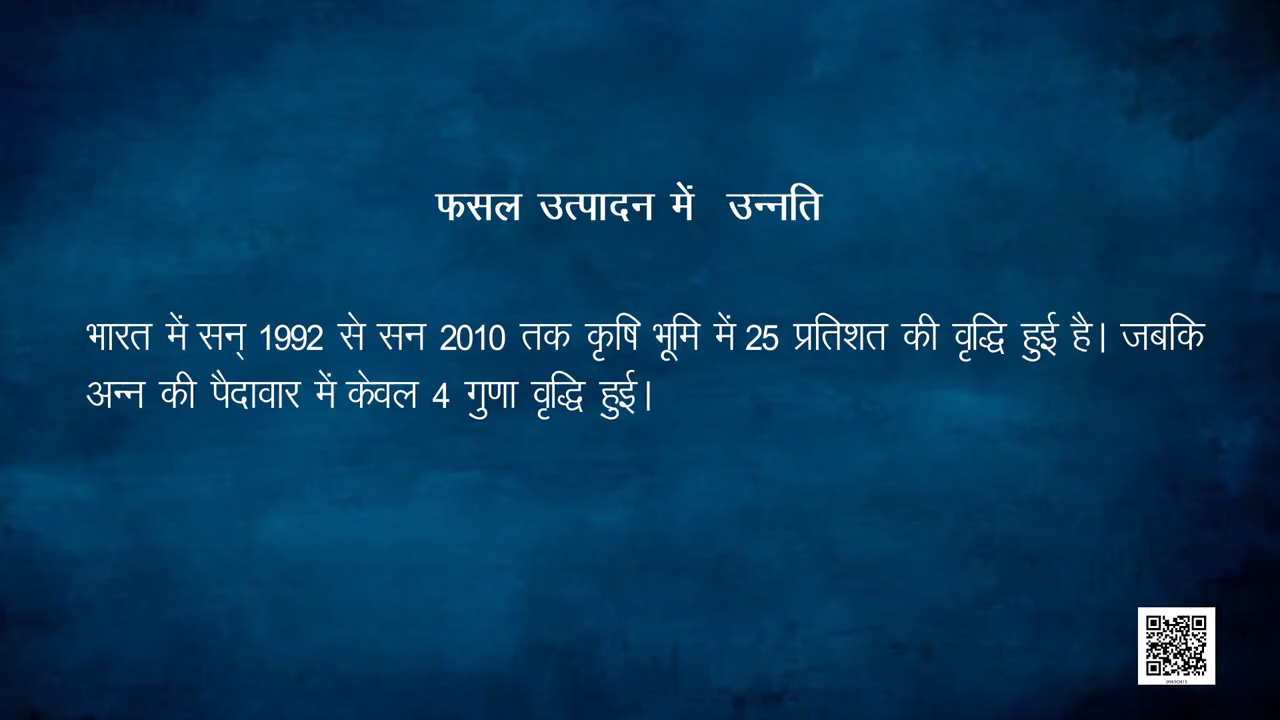 फसल उत्पादन में उन्नति
भारत में सन् 1992 से सन 2010 तक कृषि भूमि में 25 प्रतिशत की वृद्धि हुई है। जबकि
अन्न की पैदावार में केवल 4 गुणा वृद्धि हुई।